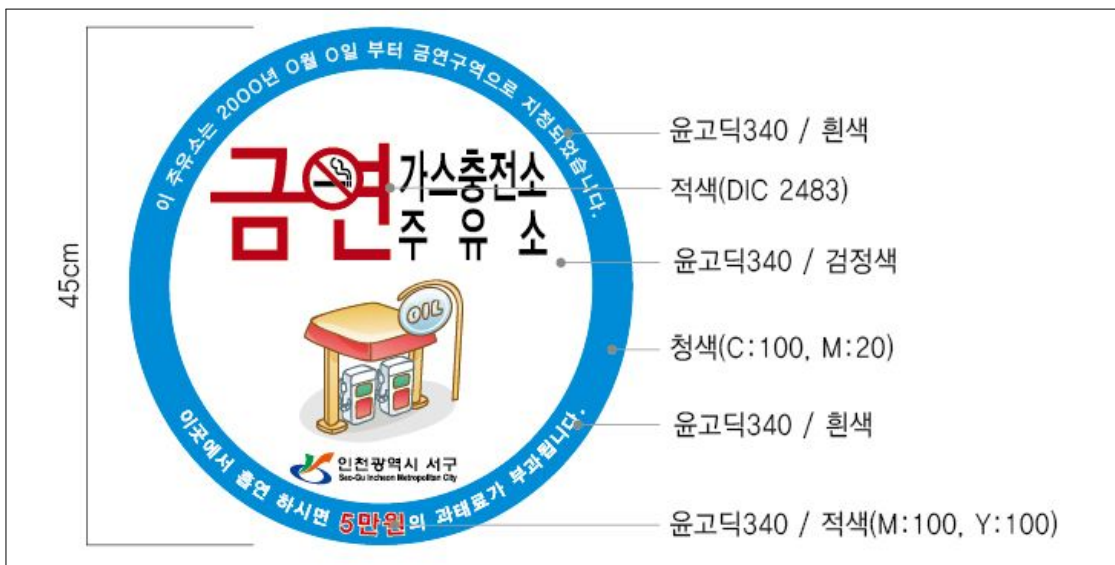 이 주유소는 2000년 0월 0일 부터 금연구역으로 지정되었습니다.
금연 가스충전소
주 유 소
OIL
인천광역시 서구
Seo-Gu Incheon Metropolitan City
이곳에서 흡연 하시면 5만원의 과태료가 부과됩니다.
45cm
윤고딕340 / 흰색
적색(DIC 2483)
윤고딕340 / 검정색
청색(C:100, M:20)
윤고딕340 / 흰색
윤고딕340 / 적색(M:100, Y:100)